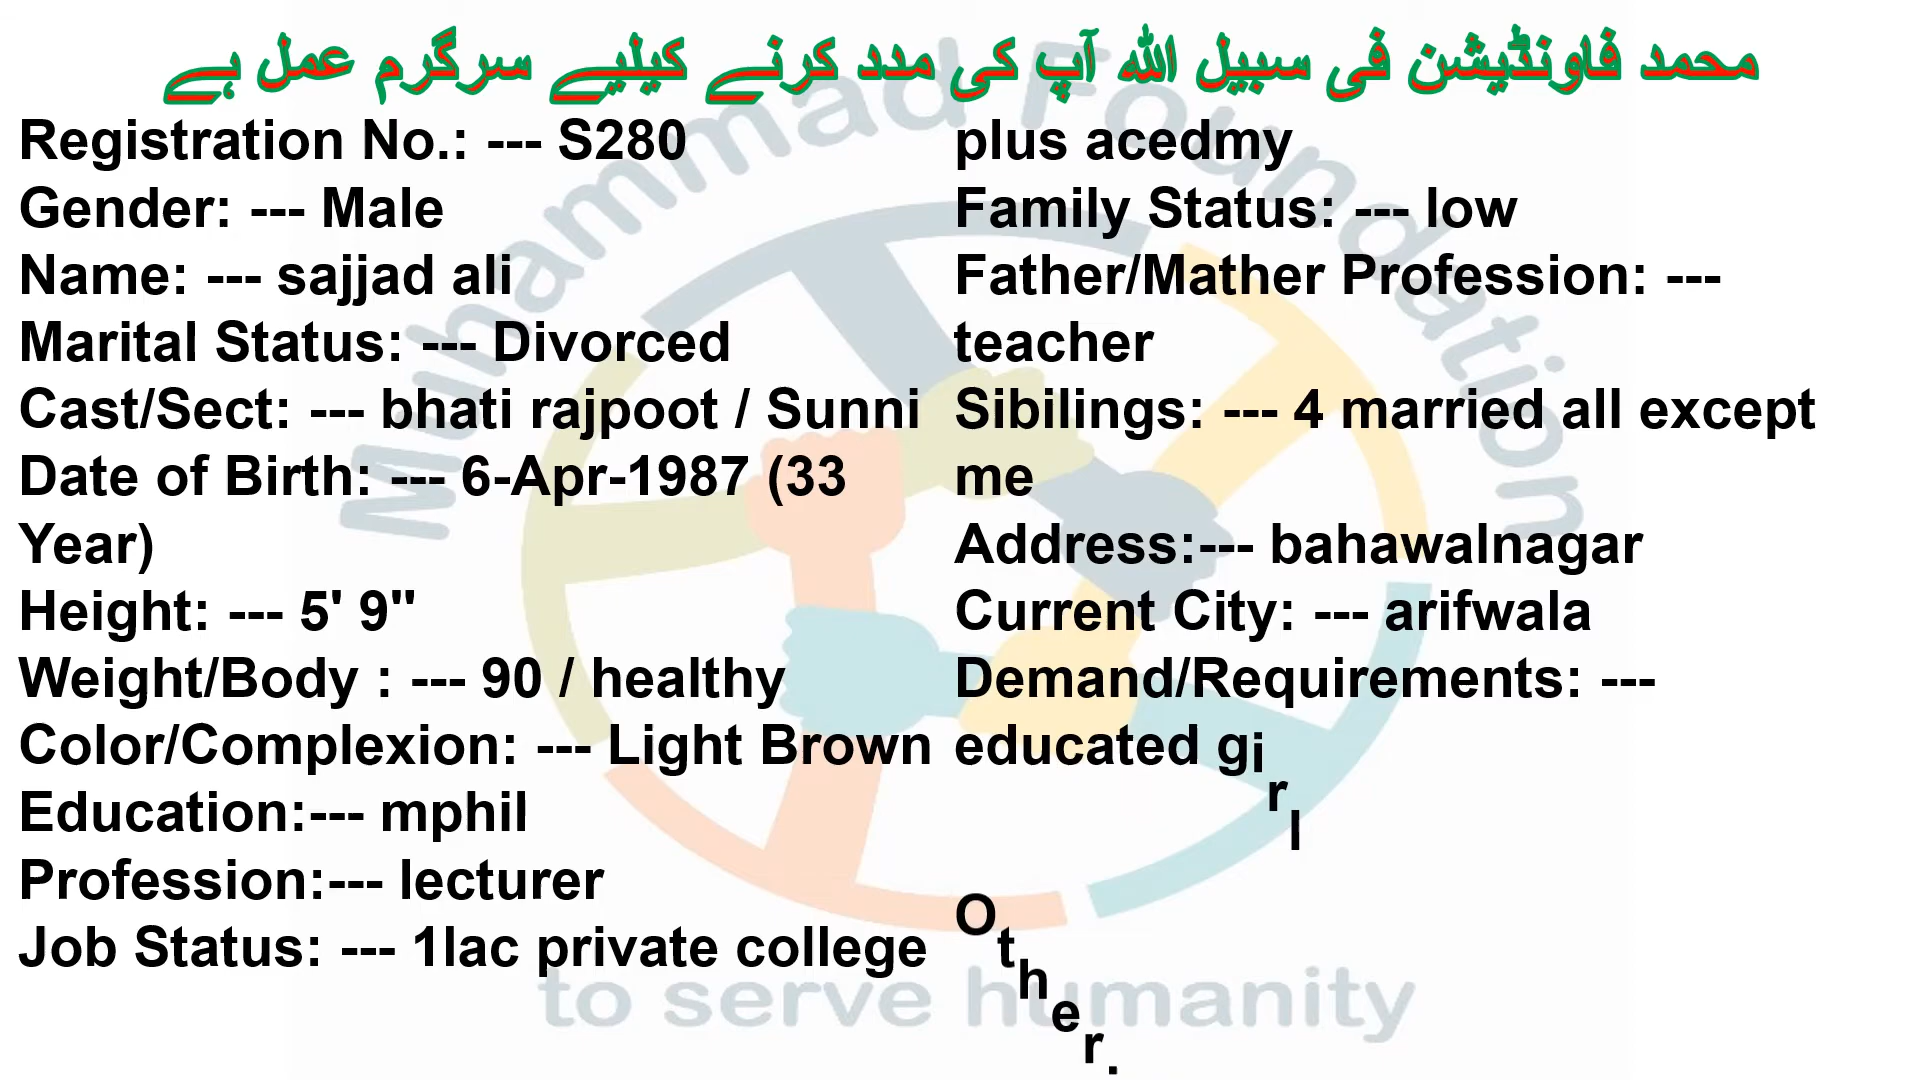 محمد فاونڈیشن فی سبیل اللہ آپ کی مدد کرنے کیلیے سرگرم عمل ہے
Registration No.: --- S280
Gender: --- Male
Name: --- sajjad ali
Marital Status: --- Divorced
Cast/Sect: --- bhati rajpoot / Sunni
Date of Birth: --- 6-Apr-1987 (33
Year)
Height: --- 5' 9"
Weight/Body : --- 90 / healthy
Color/Complexion: --- Light Brown
Education:--- mphil
Profession:--- lecturer
Job Status: --- 1lac private college
plus acedmy
Family Status: --- low
Father/Mather Profession: ---
teacher
Sibilings: --- 4 married all except
me
Address:--- bahawalnagar
Current City: --- arifwala
Demand/Requirements: ---
educated girl
Other.
Muhammad Foundation
to serve humanity